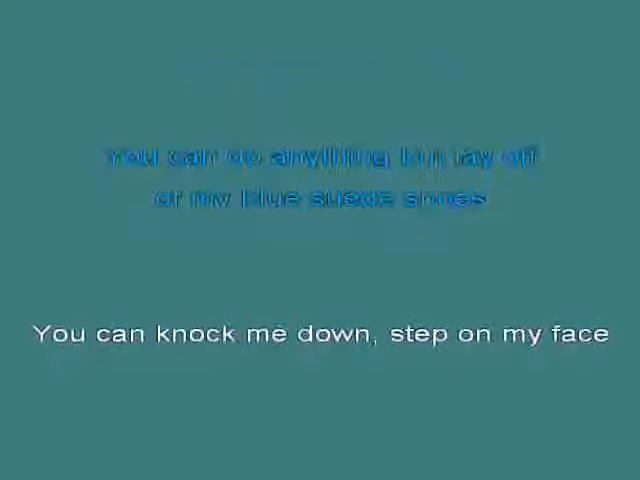 You can do anything but lay off
of my blue suede shoes
You can knock me down, step on my face